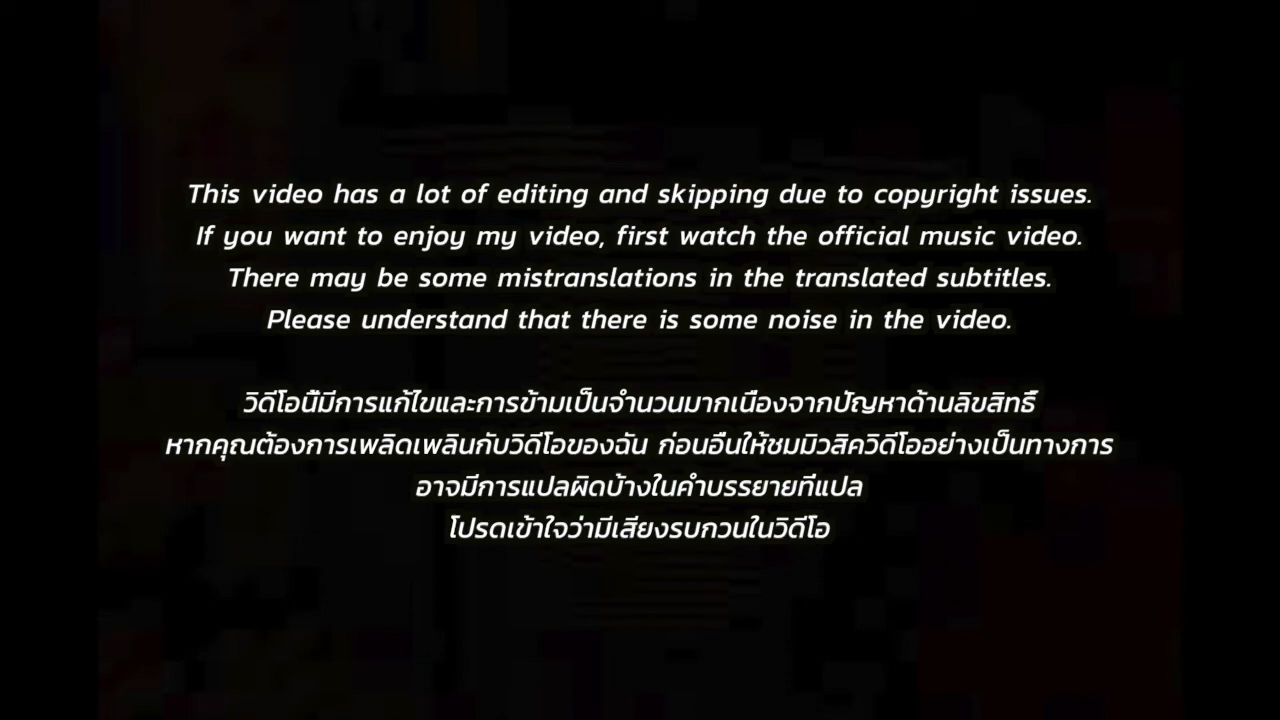 This video has a lot of editing and skipping due to copyright issues.
If you want to enjoy my video, first watch the official music video.
There may be some mistranslations in the translated subtitles.
Please understand that there is some noise in the video.
วิดีโอนี้มีการแก้ไขและการข้ามเป็นจำนวนมากเนื่องจากปัญหาด้านลิขสิทธิ์
หากคุณต้องการเพลิดเพลินกับวิดีโอของฉัน ก่อนอื่นให้ชมมิวสิควิดีโออย่างเป็นทางการ
อาจมีการแปลผิดบ้างในคำบรรยายที่แปล
โปรดเข้าใจว่ามีเสียงรบกวนในวิดีโอ